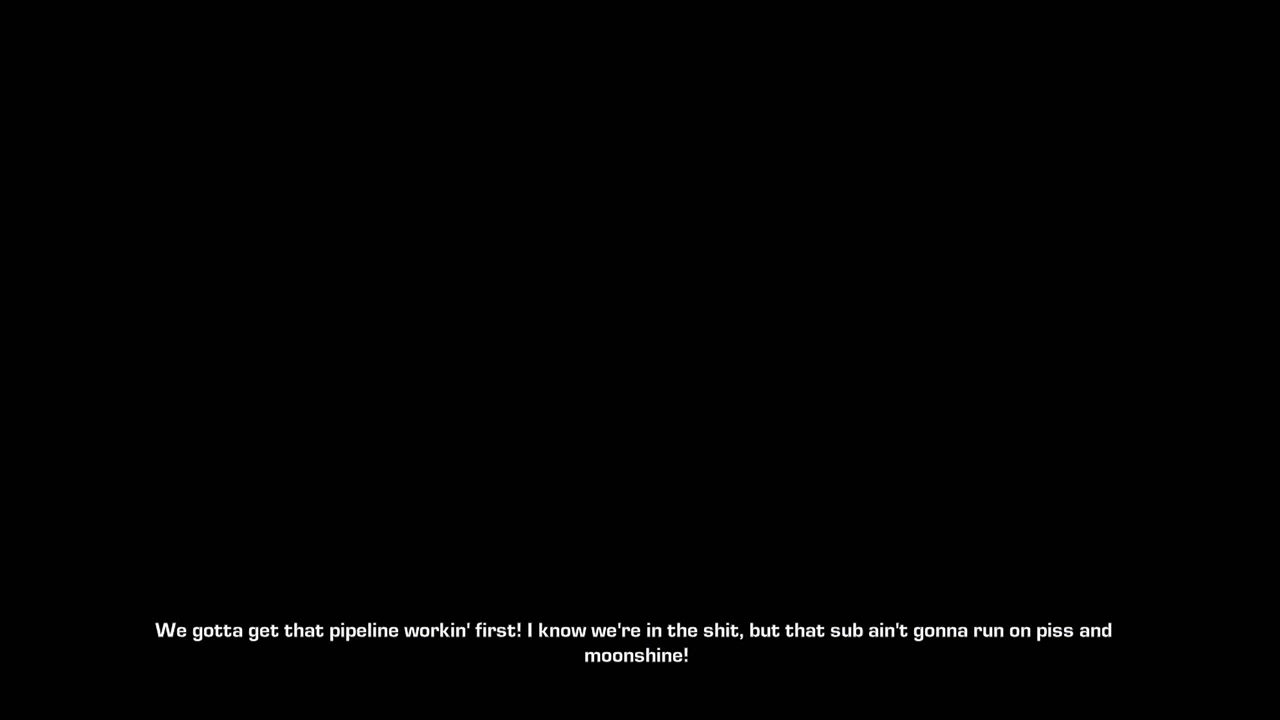 We gotta get that pipeline workin' first! I know we're in the shit, but that sub ain't gonna run on piss and
moonshine!